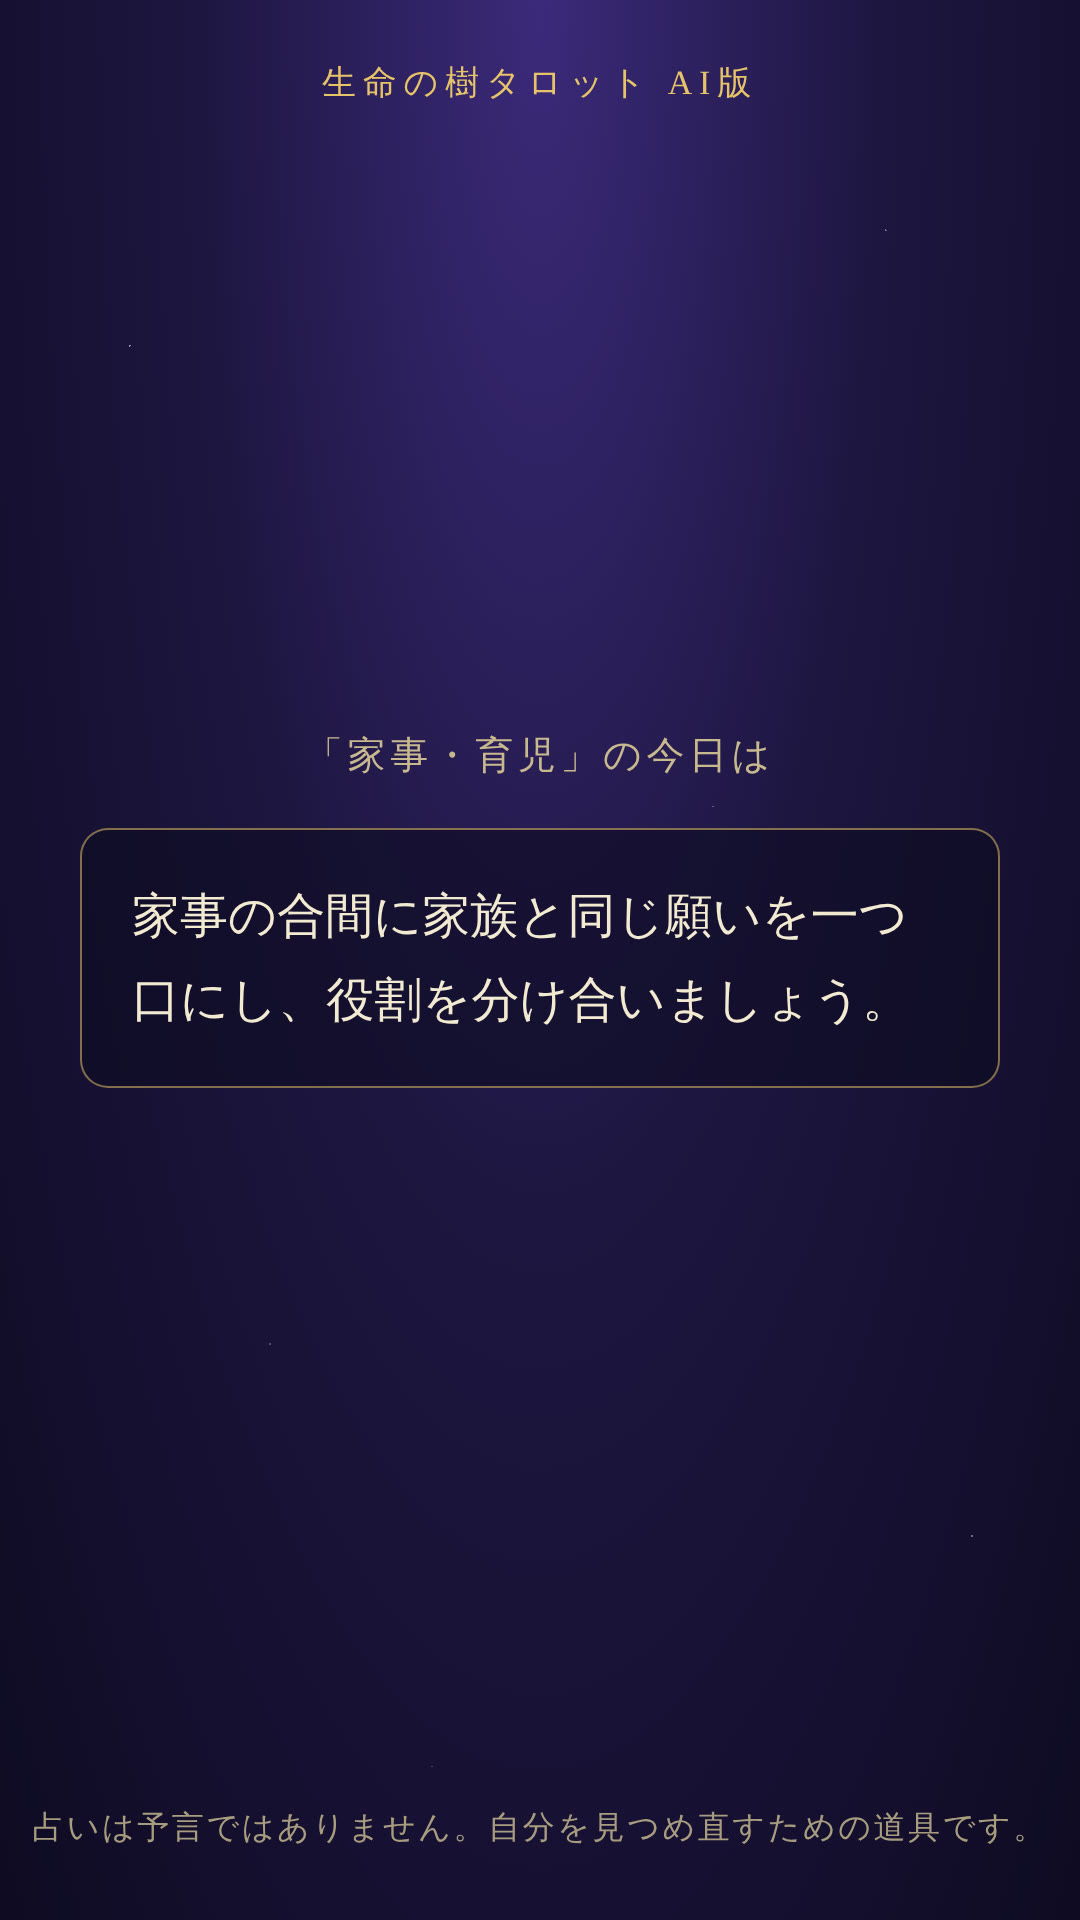 生命の樹タロット AI版
「家事・育児」の今日は
家事の合間に家族と同じ願いを一つ
口にし、役割を分け合いましょう。
占いは予言ではありません。自分を見つめ直すための道具です。